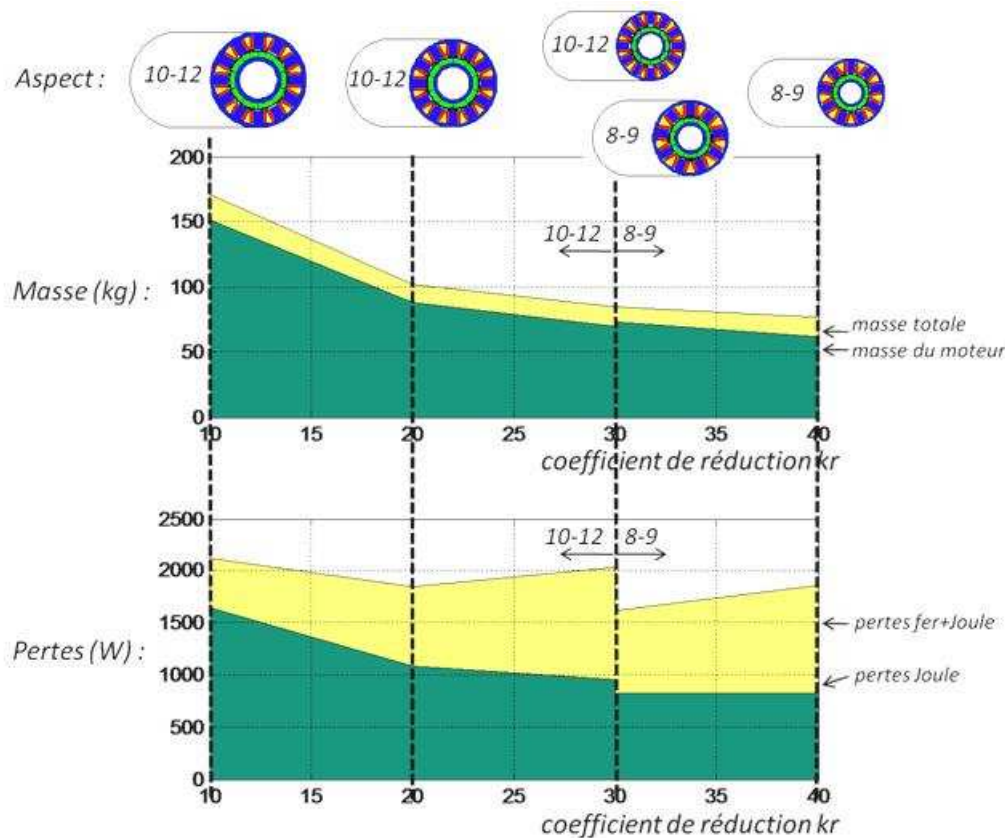 Aspect :
10-12
10-12
10-12
8-9
8-9
200
150
100
50
0
Masse (kg) :
10-12 8-9
masse totale
masse du moteur
10 15 20 25 30 35 40
coefficient de réduction kr
2500
2000
1500
1000
500
0
Pertes (W) :
10-12 8-9
pertes fer+Joule
pertes Joule
10 15 20 25 30 35 40
coefficient de réduction kr